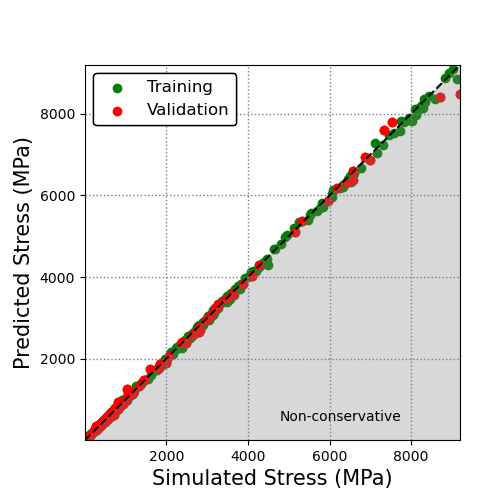 Training
Validation
Predicted Stress (MPa)
8000
6000
4000
2000
Non-conservative
2000 4000 6000 8000
Simulated Stress (MPa)